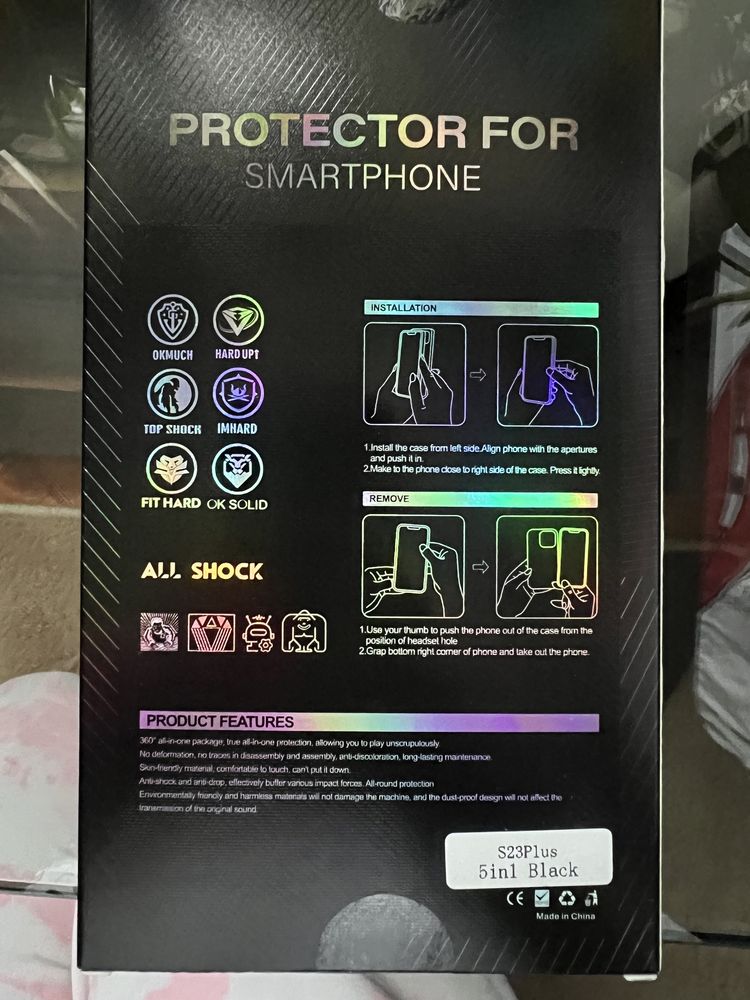 PROTECTOR FOR
SMARTPHONE
OKMUCH
HARD UP!
TOP SHOCK
IMHARD
FIT HARD
OK SOLID
ALL SHOCK
INSTALLATION
1.Install the case from left side.Align phone with the apertures
and push it in.
2.Make to the phone close to right side of the case. Press it lightly.
REMOVE
1.Use your thumb to push the phone out of the case from the
position of headset hole
2.Grap bottom right corner of phone and take out the phone.
PRODUCT FEATURES
360° all-in-one package, true all-in-one protection, allowing you to play unscrupulously
No deformation, no traces in disassembly and assembly, anti-discoloration, long-lasting maintenance.
Skin-friendly material, comfortable to touch, can't put it down.
Anti-shock and anti-drop, effectively buffer various impact forces. All-round protection
Environmentally friendly and harmless materials will not damage the machine, and the dust-proof design will not affect the
transmission of the original sound.
S23Plus
5in1 Black
CE
Made in China